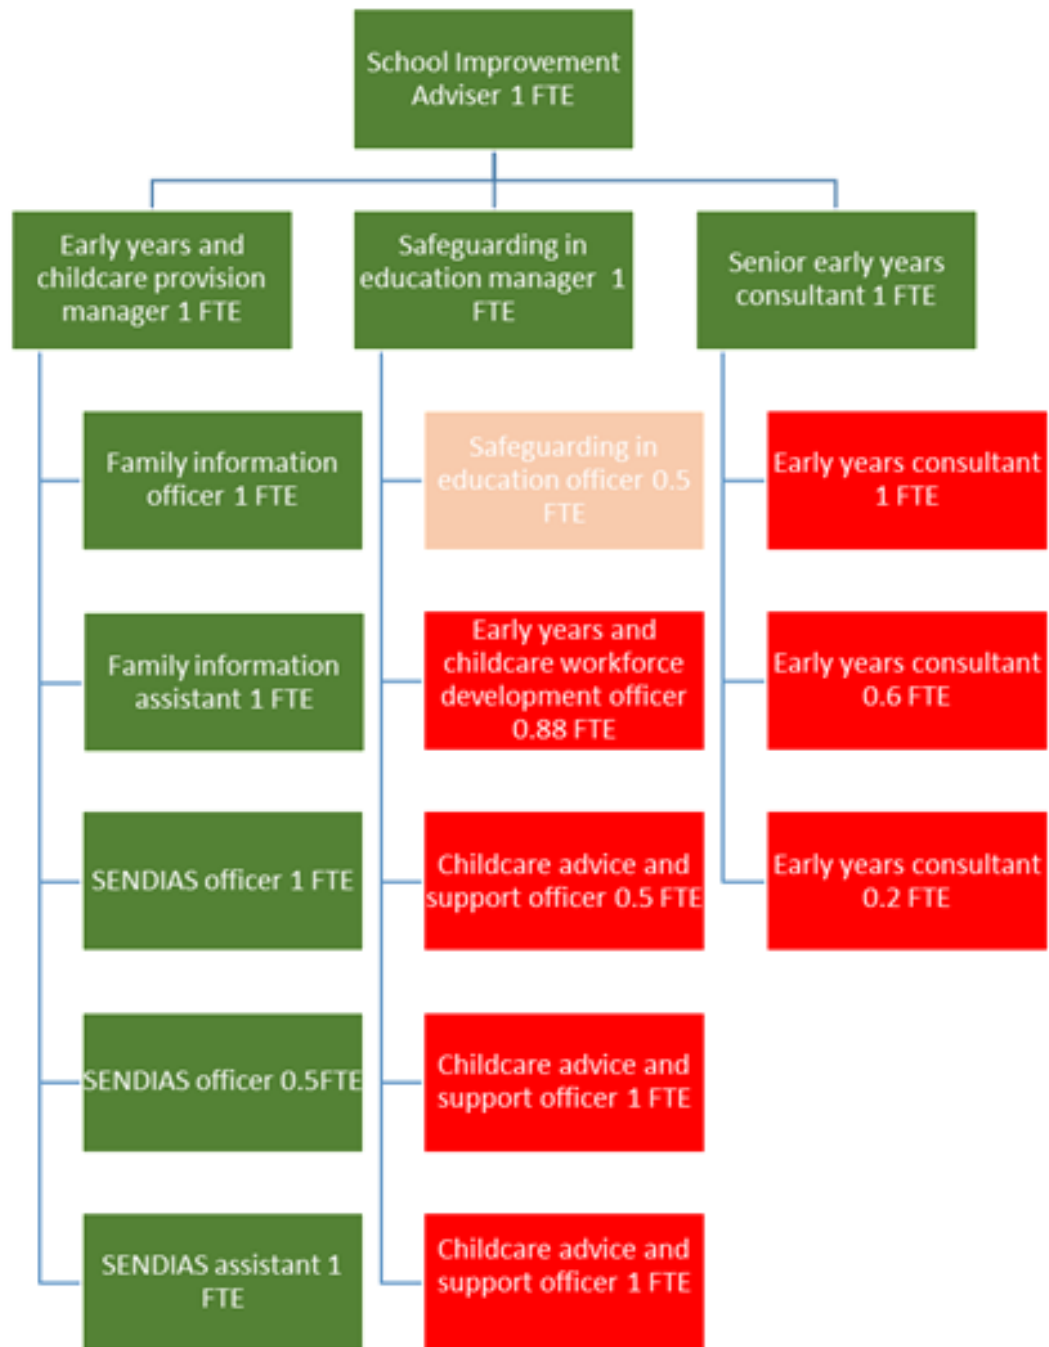 School Improvement
Adviser 1 FTE
Early years and
childcare provision
manager 1 FTE
Safeguarding in
education manager 1
FTE
Senior early years
consultant 1 FTE
Family information
officer 1 FTE
Safeguarding in
education officer 0.5
FTE
Early years consultant
1 FTE
Family information
assistant 1 FTE
Early years and
childcare workforce
development officer
0.88 FTE
Early years consultant
0.6 FTE
SENDIAS officer 1 FTE
Childcare advice and
support officer 0.5 FTE
Early years consultant
0.2 FTE
SENDIAS officer 0.5FTE
Childcare advice and
support officer 1 FTE
SENDIAS assistant 1
FTE
Childcare advice and
support officer 1 FTE